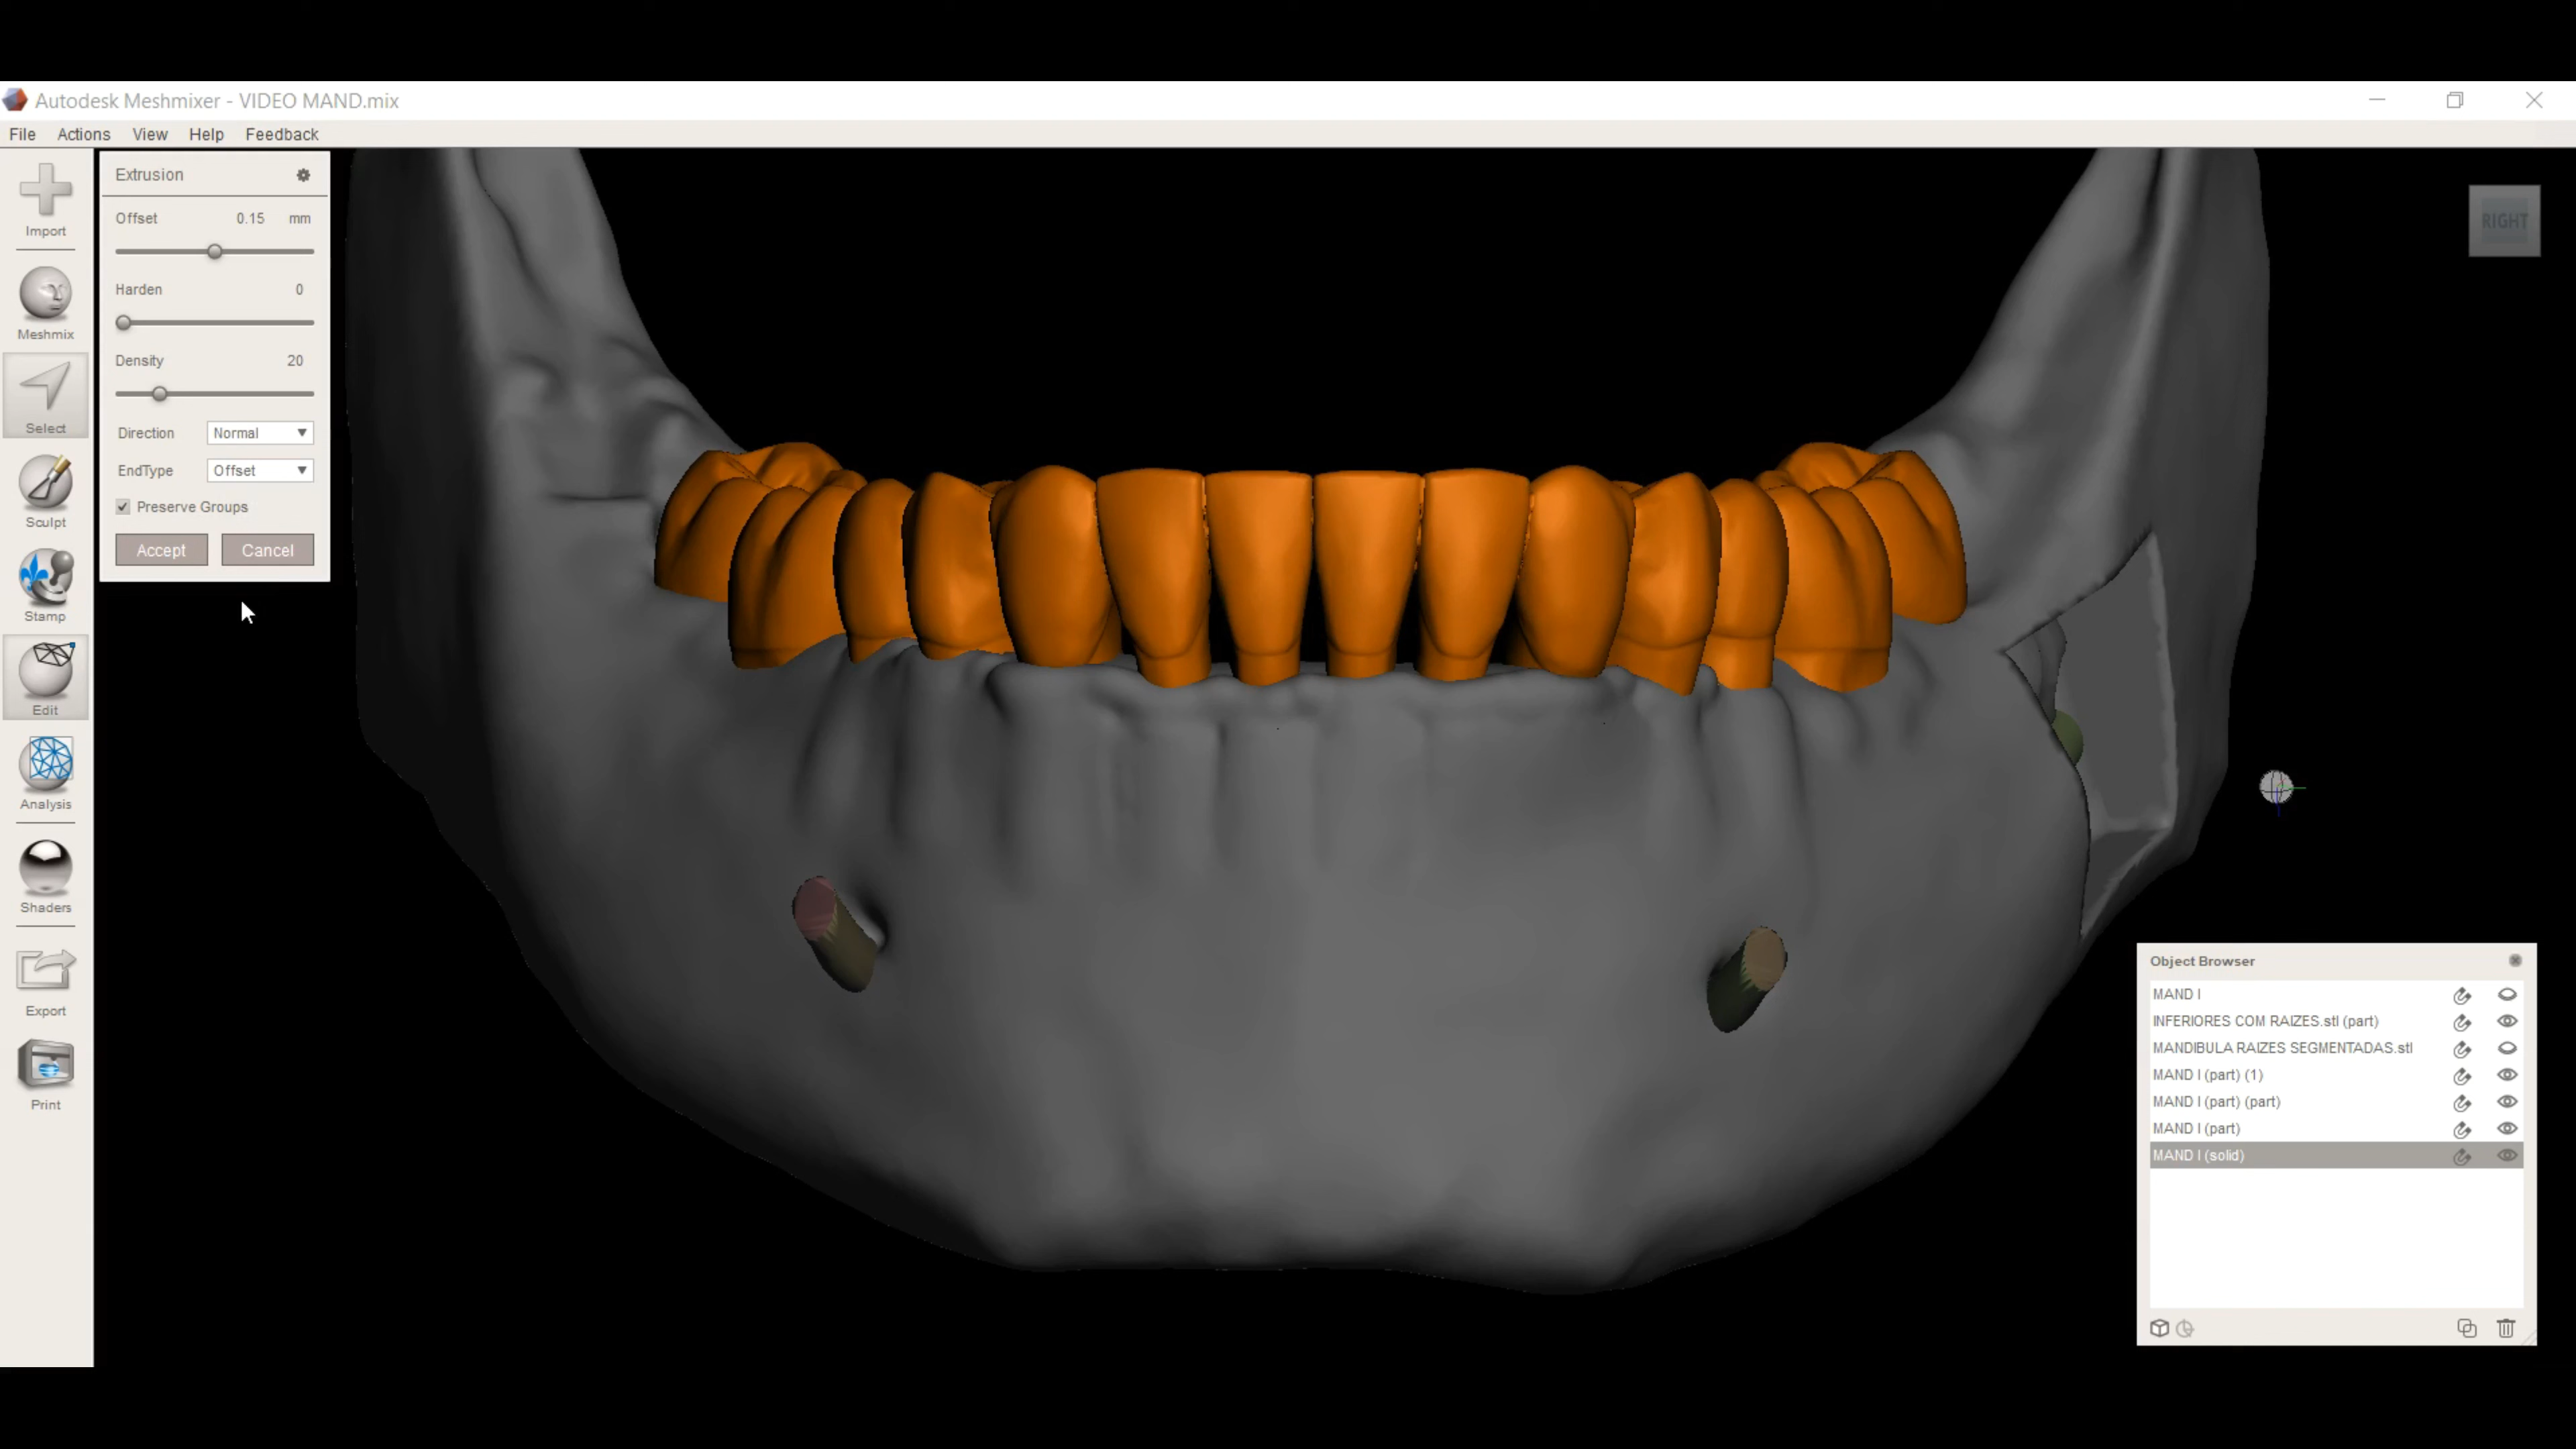 Autodesk Meshmixer - VIDEO MAND.mix
File Actions View Help Feedback
Import
Meshmix
Select
Sculpt
Stamp
Edit
Analysis
Shaders
Export
Print
Extrusion
Offset 0.15 mm
Harden 0
Density 20
Direction Normal
EndType Offset
Preserve Groups
Accept Cancel
RIGHT
Object Browser
MAND I
INFERIORES COM RAIZES.stl (part)
MANDIBULA RAIZES SEGMENTADAS.stl
MAND I (part) (1)
MAND I (part) (part)
MAND I (part)
MAND I (solid)